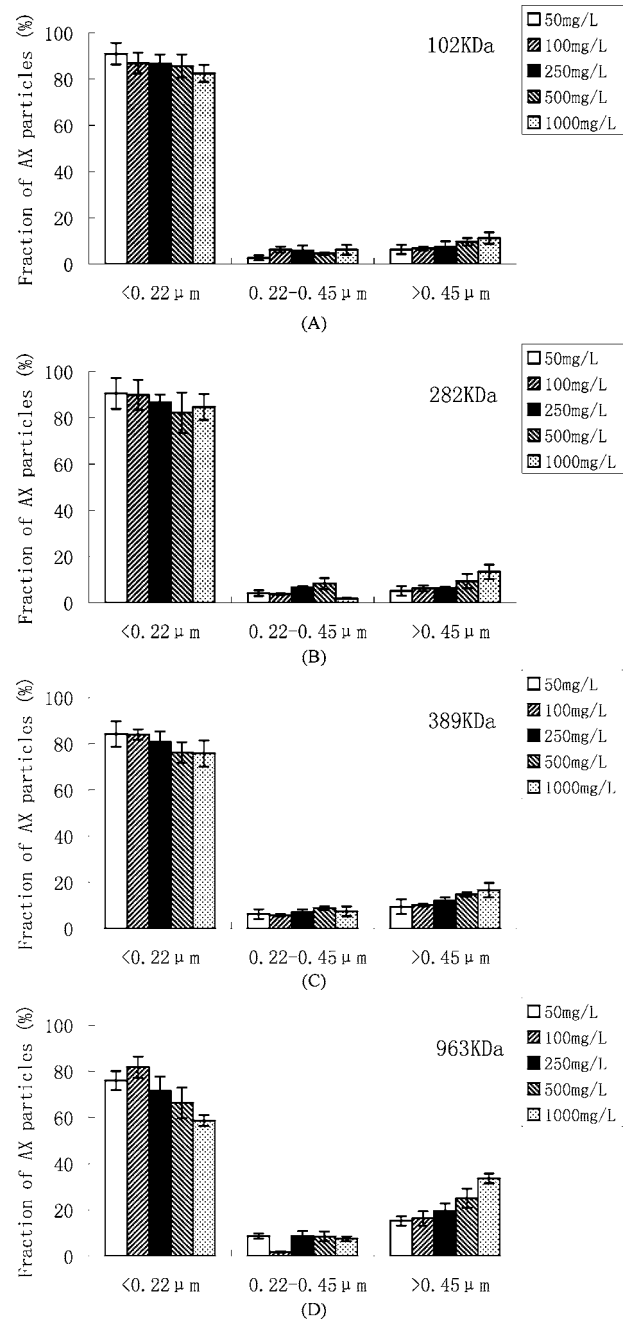 Fraction of AX particles (%)
100
80
60
40
20
0
102KDa
50mg/L
100mg/L
250mg/L
500mg/L
1000mg/L
<0.22μm 0.22-0.45μm >0.45μm
(A)
Fraction of AX particles (%)
100
80
60
40
20
0
282KDa
50mg/L
100mg/L
250mg/L
500mg/L
1000mg/L
<0.22μm 0.22-0.45μm >0.45μm
(B)
Fraction of AX particles (%)
100
80
60
40
20
0
389KDa
50mg/L
100mg/L
250mg/L
500mg/L
1000mg/L
<0.22μm 0.22-0.45μm >0.45μm
(C)
Fraction of AX particles (%)
100
80
60
40
20
0
963KDa
50mg/L
100mg/L
250mg/L
500mg/L
1000mg/L
<0.22μm 0.22-0.45μm >0.45μm
(D)